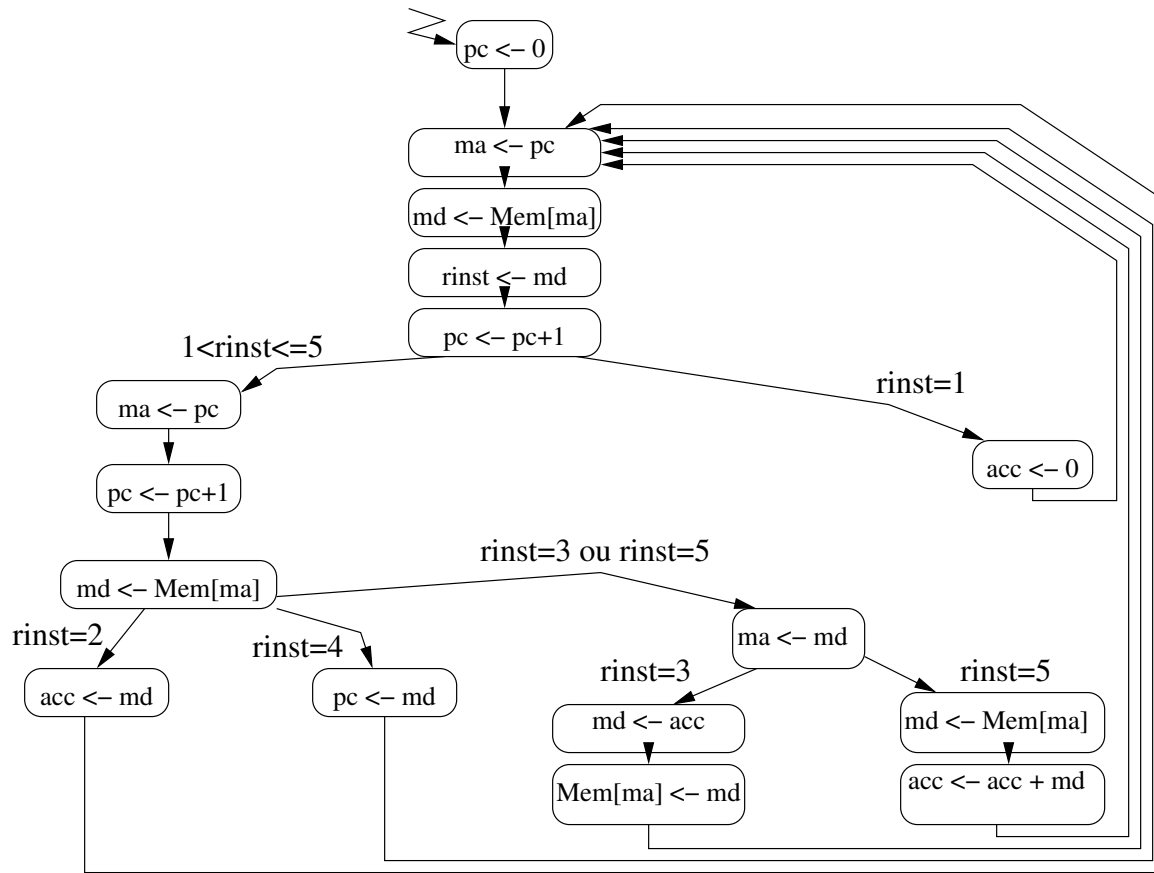 pc <– 0
ma <– pc
md <– Mem[ma]
rinst <– md
pc <– pc+1
1<rinst<=5
rinst=1
ma <– pc
acc <– 0
pc <– pc+1
rinst=3 ou rinst=5
md <– Mem[ma]
rinst=2
rinst=4
ma <– md
rinst=3
rinst=5
acc <– md
pc <– md
md <– acc
md <– Mem[ma]
Mem[ma] <– md
acc <– acc + md